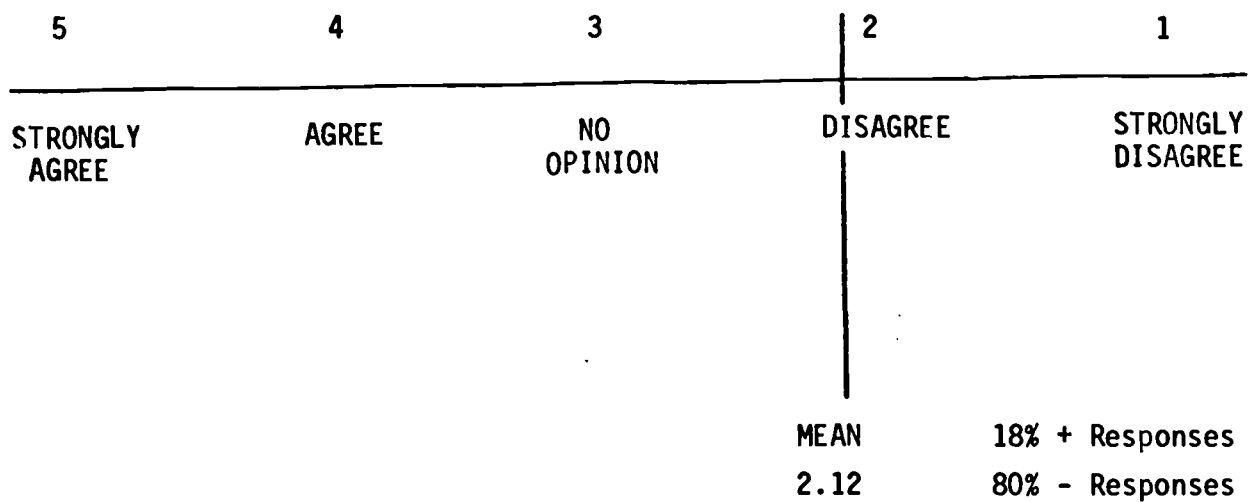 5 4 3 2 1
STRONGLY AGREE NO DISAGREE STRONGLY
AGREE OPINION DISAGREE
MEAN 18% + Responses
2.12 80% - Responses